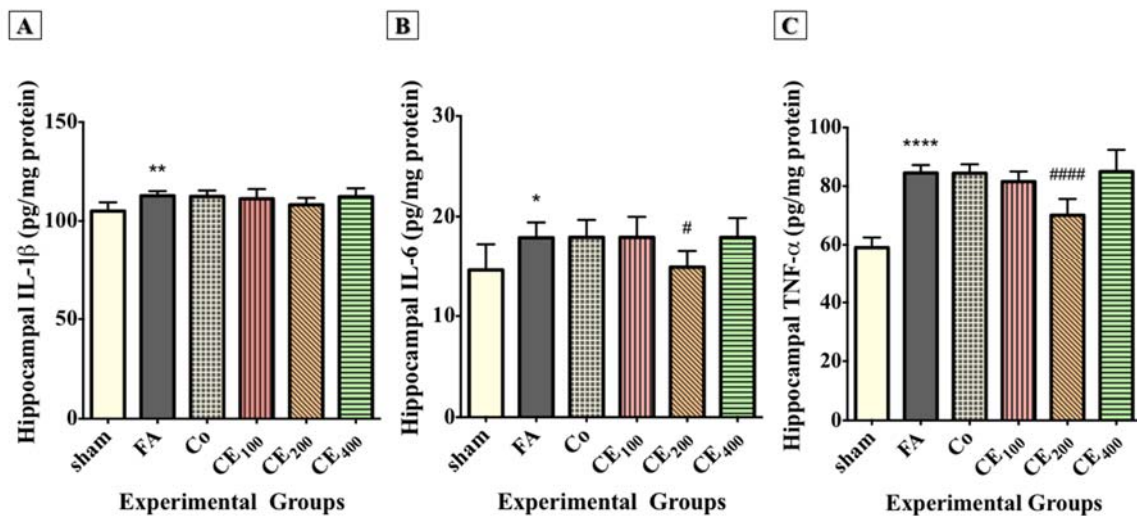 A
Hippocampal IL-1β (pg/mg protein)
150
100
50
0
**
sham
FA
Co
CE100
CE200
CE400
Experimental Groups
B
Hippocampal IL-6 (pg/mg protein)
30
20
10
0
*
#
sham
FA
Co
CE100
CE200
CE400
Experimental Groups
C
Hippocampal TNF-α (pg/mg protein)
100
80
60
40
20
0
****
####
sham
FA
Co
CE100
CE200
CE400
Experimental Groups